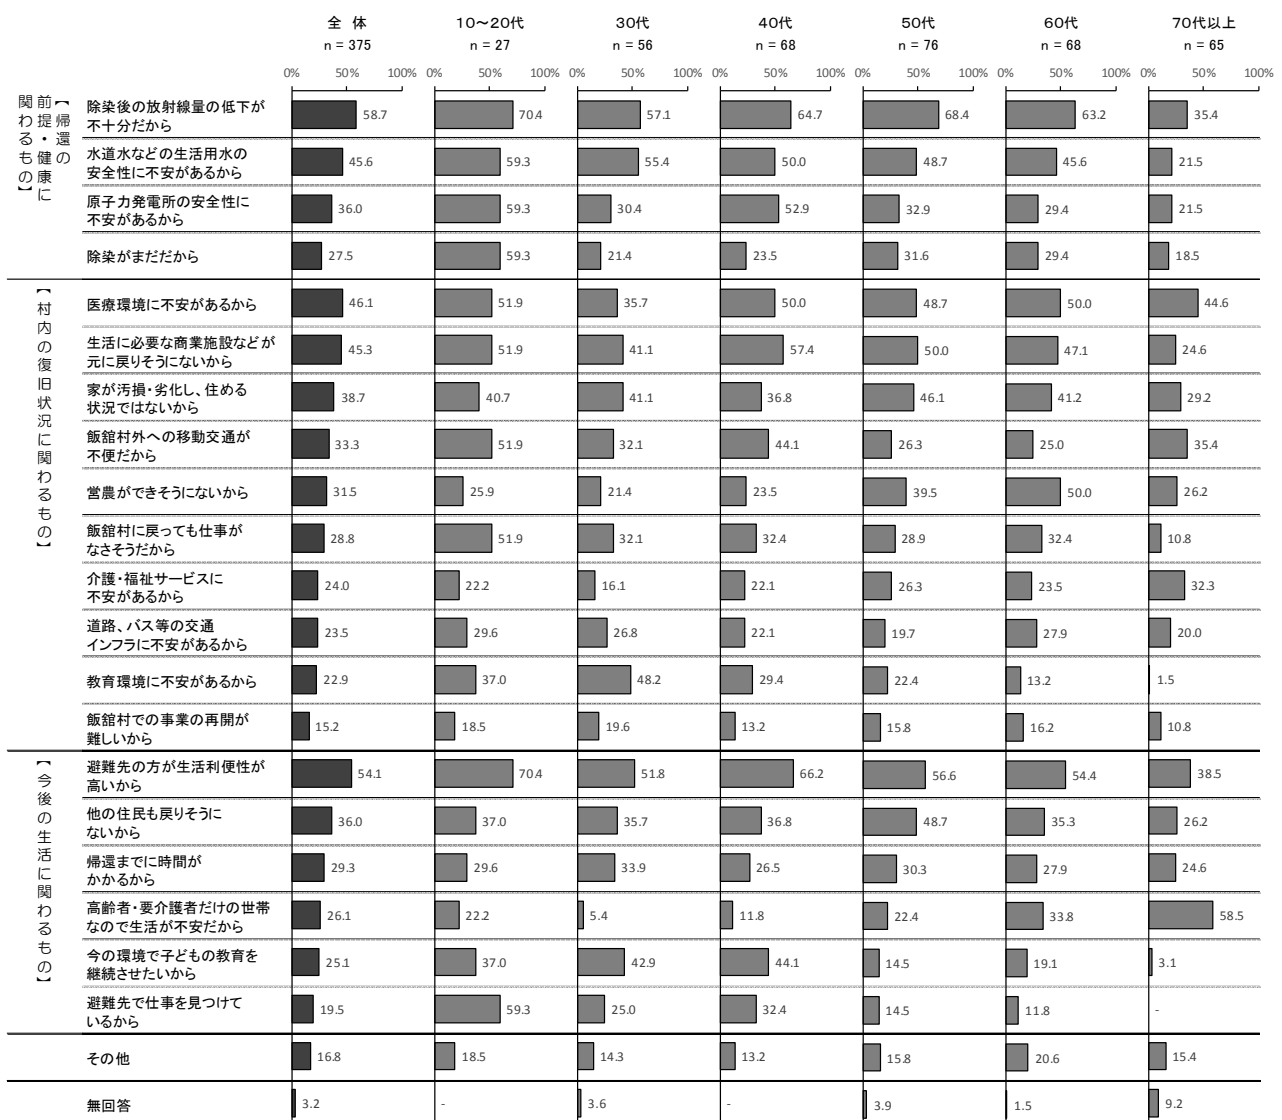 全 体 10～20代 30代 40代 50代 60代 70代以上
n = 375 n = 27 n = 56 n = 68 n = 76 n = 68 n = 65
0% 50% 100% 0% 50% 100% 0% 50% 100% 0% 50% 100% 0% 50% 100% 0% 50% 100% 0% 50% 100%
【帰還の
前提・健康に
関わるもの】
除染後の放射線量の低下が
不十分だから
58.7 70.4 57.1 64.7 68.4 63.2 35.4
水道水などの生活用水の
安全性に不安があるから
45.6 59.3 55.4 50.0 48.7 45.6 21.5
原子力発電所の安全性に
不安があるから
36.0 59.3 30.4 52.9 32.9 29.4 21.5
除染がまだだから
27.5 59.3 21.4 23.5 31.6 29.4 18.5
【村内の復旧状況に関わるもの】
医療環境に不安があるから
46.1 51.9 35.7 50.0 48.7 50.0 44.6
生活に必要な商業施設などが
元に戻りそうにないから
45.3 51.9 41.1 57.4 50.0 47.1 24.6
家が汚損・劣化し、住める
状況ではないから
38.7 40.7 41.1 36.8 46.1 41.2 29.2
飯舘村外への移動交通が
不便だから
33.3 51.9 32.1 44.1 26.3 25.0 35.4
営農ができそうにないから
31.5 25.9 21.4 23.5 39.5 50.0 26.2
飯舘村に戻っても仕事が
なさそうだから
28.8 51.9 32.1 32.4 28.9 32.4 10.8
介護・福祉サービスに
不安があるから
24.0 22.2 16.1 22.1 26.3 23.5 32.3
道路、バス等の交通
インフラに不安があるから
23.5 29.6 26.8 22.1 19.7 27.9 20.0
教育環境に不安があるから
22.9 37.0 48.2 29.4 22.4 13.2 1.5
飯舘村での事業の再開が
難しいから
15.2 18.5 19.6 13.2 15.8 16.2 10.8
【今後の生活に関わるもの】
避難先の方が生活利便性が
高いから
54.1 70.4 51.8 66.2 56.6 54.4 38.5
他の住民も戻りそうに
ないから
36.0 37.0 35.7 36.8 48.7 35.3 26.2
帰還までに時間が
かかるから
29.3 29.6 33.9 26.5 30.3 27.9 24.6
高齢者・要介護者だけの世帯
なので生活が不安だから
26.1 22.2 5.4 11.8 22.4 33.8 58.5
今の環境で子どもの教育を
継続させたいから
25.1 37.0 42.9 44.1 14.5 19.1 3.1
避難先で仕事を見つけて
いるから
19.5 59.3 25.0 32.4 14.5 11.8 -
その他
16.8 18.5 14.3 13.2 15.8 20.6 15.4
無回答
3.2 - 3.6 - 3.9 1.5 9.2